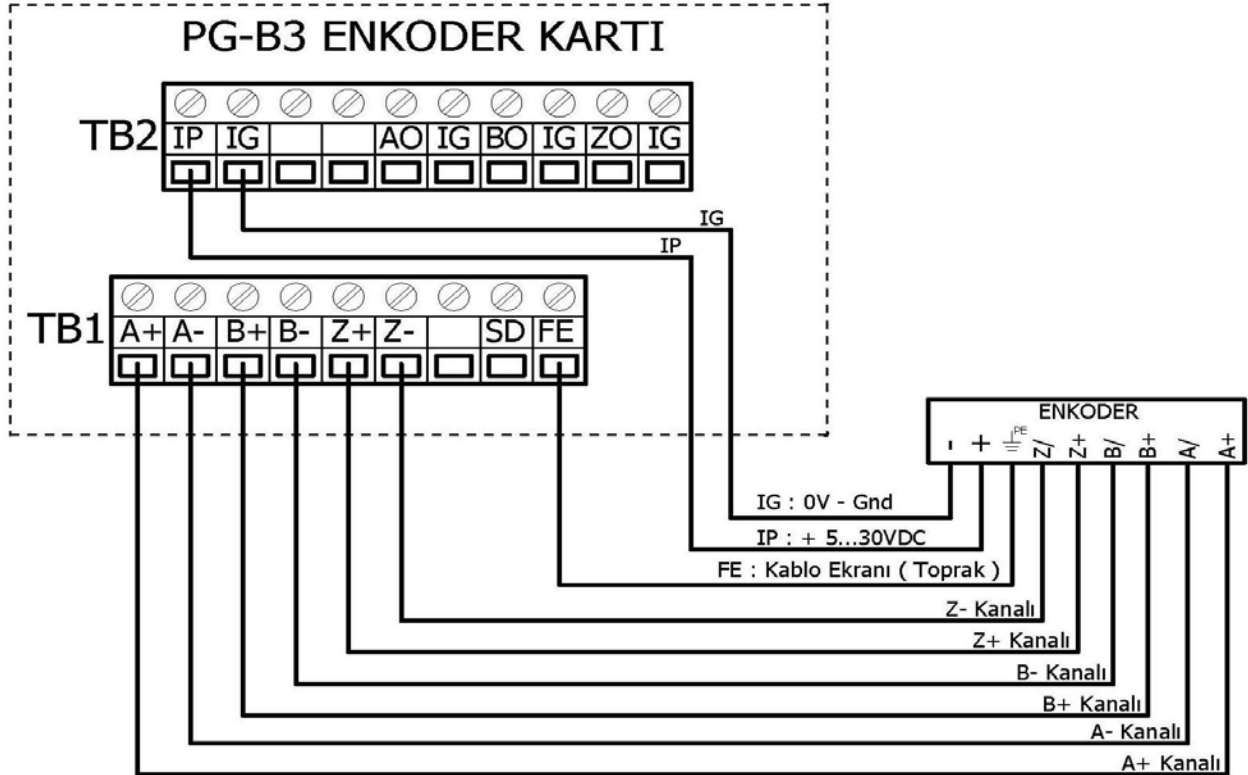 PG-B3 ENKODER KARTI
TB2 IP IG AO IG BO IG ZO IG
IG
IP
TB1 A+ A- B+ B- Z+ Z- SD FE
ENKODER
- + PE Z/ Z+ B/ B+ A/ A+
IG : 0V - Gnd
IP : + 5...30VDC
FE : Kablo Ekranı ( Toprak )
Z- Kanalı
Z+ Kanalı
B- Kanalı
B+ Kanalı
A- Kanalı
A+ Kanalı